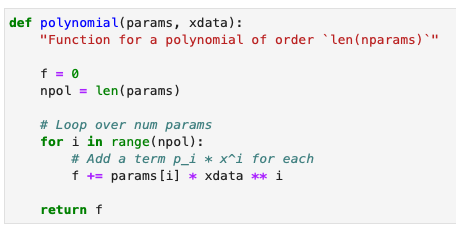 def polynomial(params, xdata):
    "Function for a polynomial of order `len(nparams)`"

    f = 0
    npol = len(params)

    # Loop over num params
    for i in range(npol):
        # Add a term p_i * x^i for each
        f += params[i] * xdata ** i

    return f